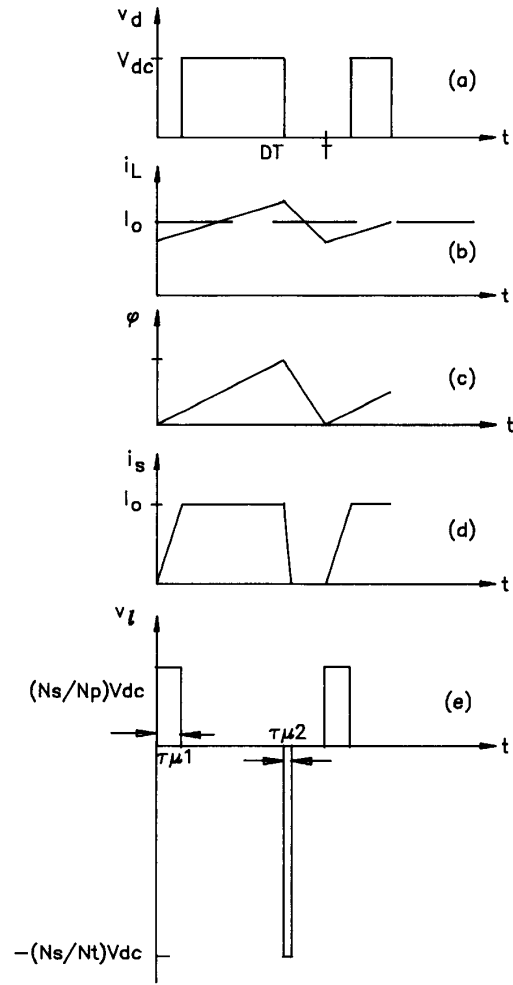 v_d
V_dc
(a)
DT
T
t
i_L
I_o
(b)
t
φ
(c)
t
i_s
I_o
(d)
t
v_l
(Ns/Np)Vdc
(e)
τμ1
τμ2
t
-(Ns/Nt)Vdc